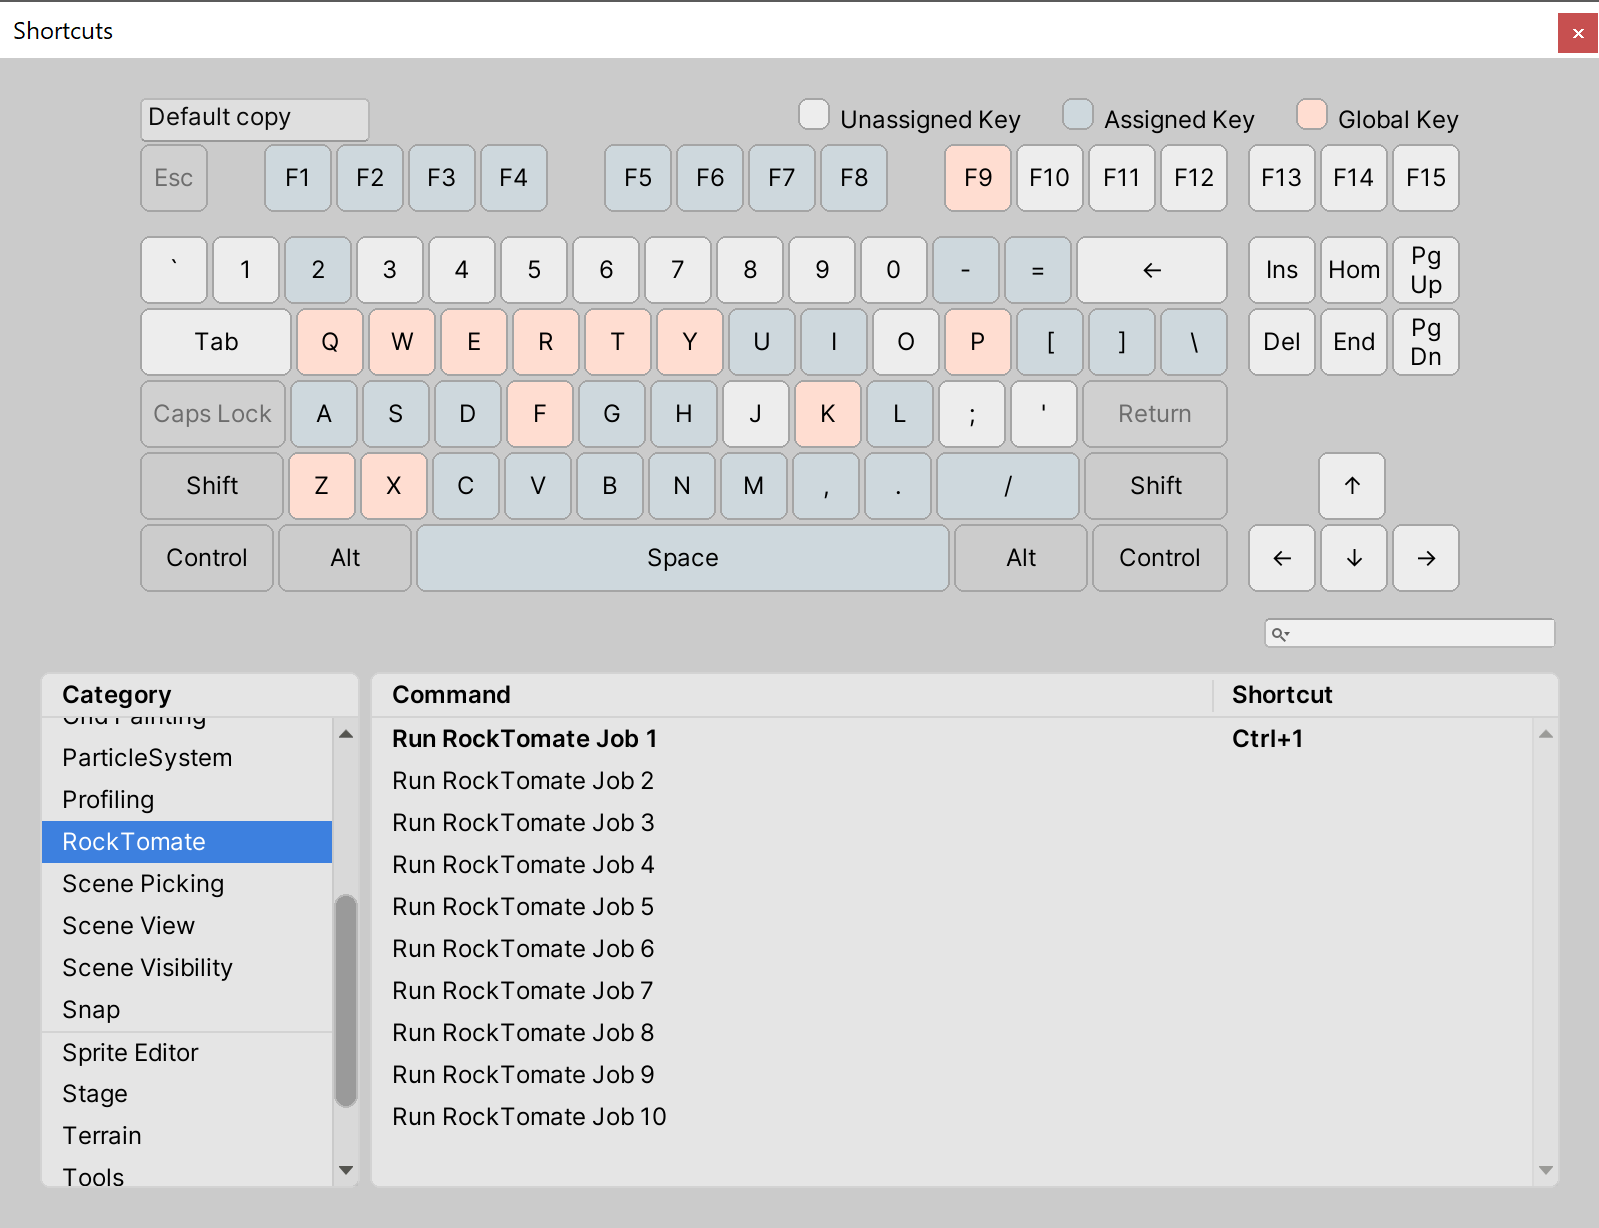 Shortcuts
Default copy
Unassigned Key Assigned Key Global Key
Esc F1 F2 F3 F4 F5 F6 F7 F8 F9 F10 F11 F12 F13 F14 F15
` 1 2 3 4 5 6 7 8 9 0 - = ← Ins Hom Pg Up
Tab Q W E R T Y U I O P [ ] \ Del End Pg Dn
Caps Lock A S D F G H J K L ; ' Return
Shift Z X C V B N M , . / Shift ↑
Control Alt Space Alt Control ← ↓ →
Category
Grid Painting
ParticleSystem
Profiling
RockTomate
Scene Picking
Scene View
Scene Visibility
Snap
Sprite Editor
Stage
Terrain
Tools
Command Shortcut
Run RockTomate Job 1 Ctrl+1
Run RockTomate Job 2
Run RockTomate Job 3
Run RockTomate Job 4
Run RockTomate Job 5
Run RockTomate Job 6
Run RockTomate Job 7
Run RockTomate Job 8
Run RockTomate Job 9
Run RockTomate Job 10